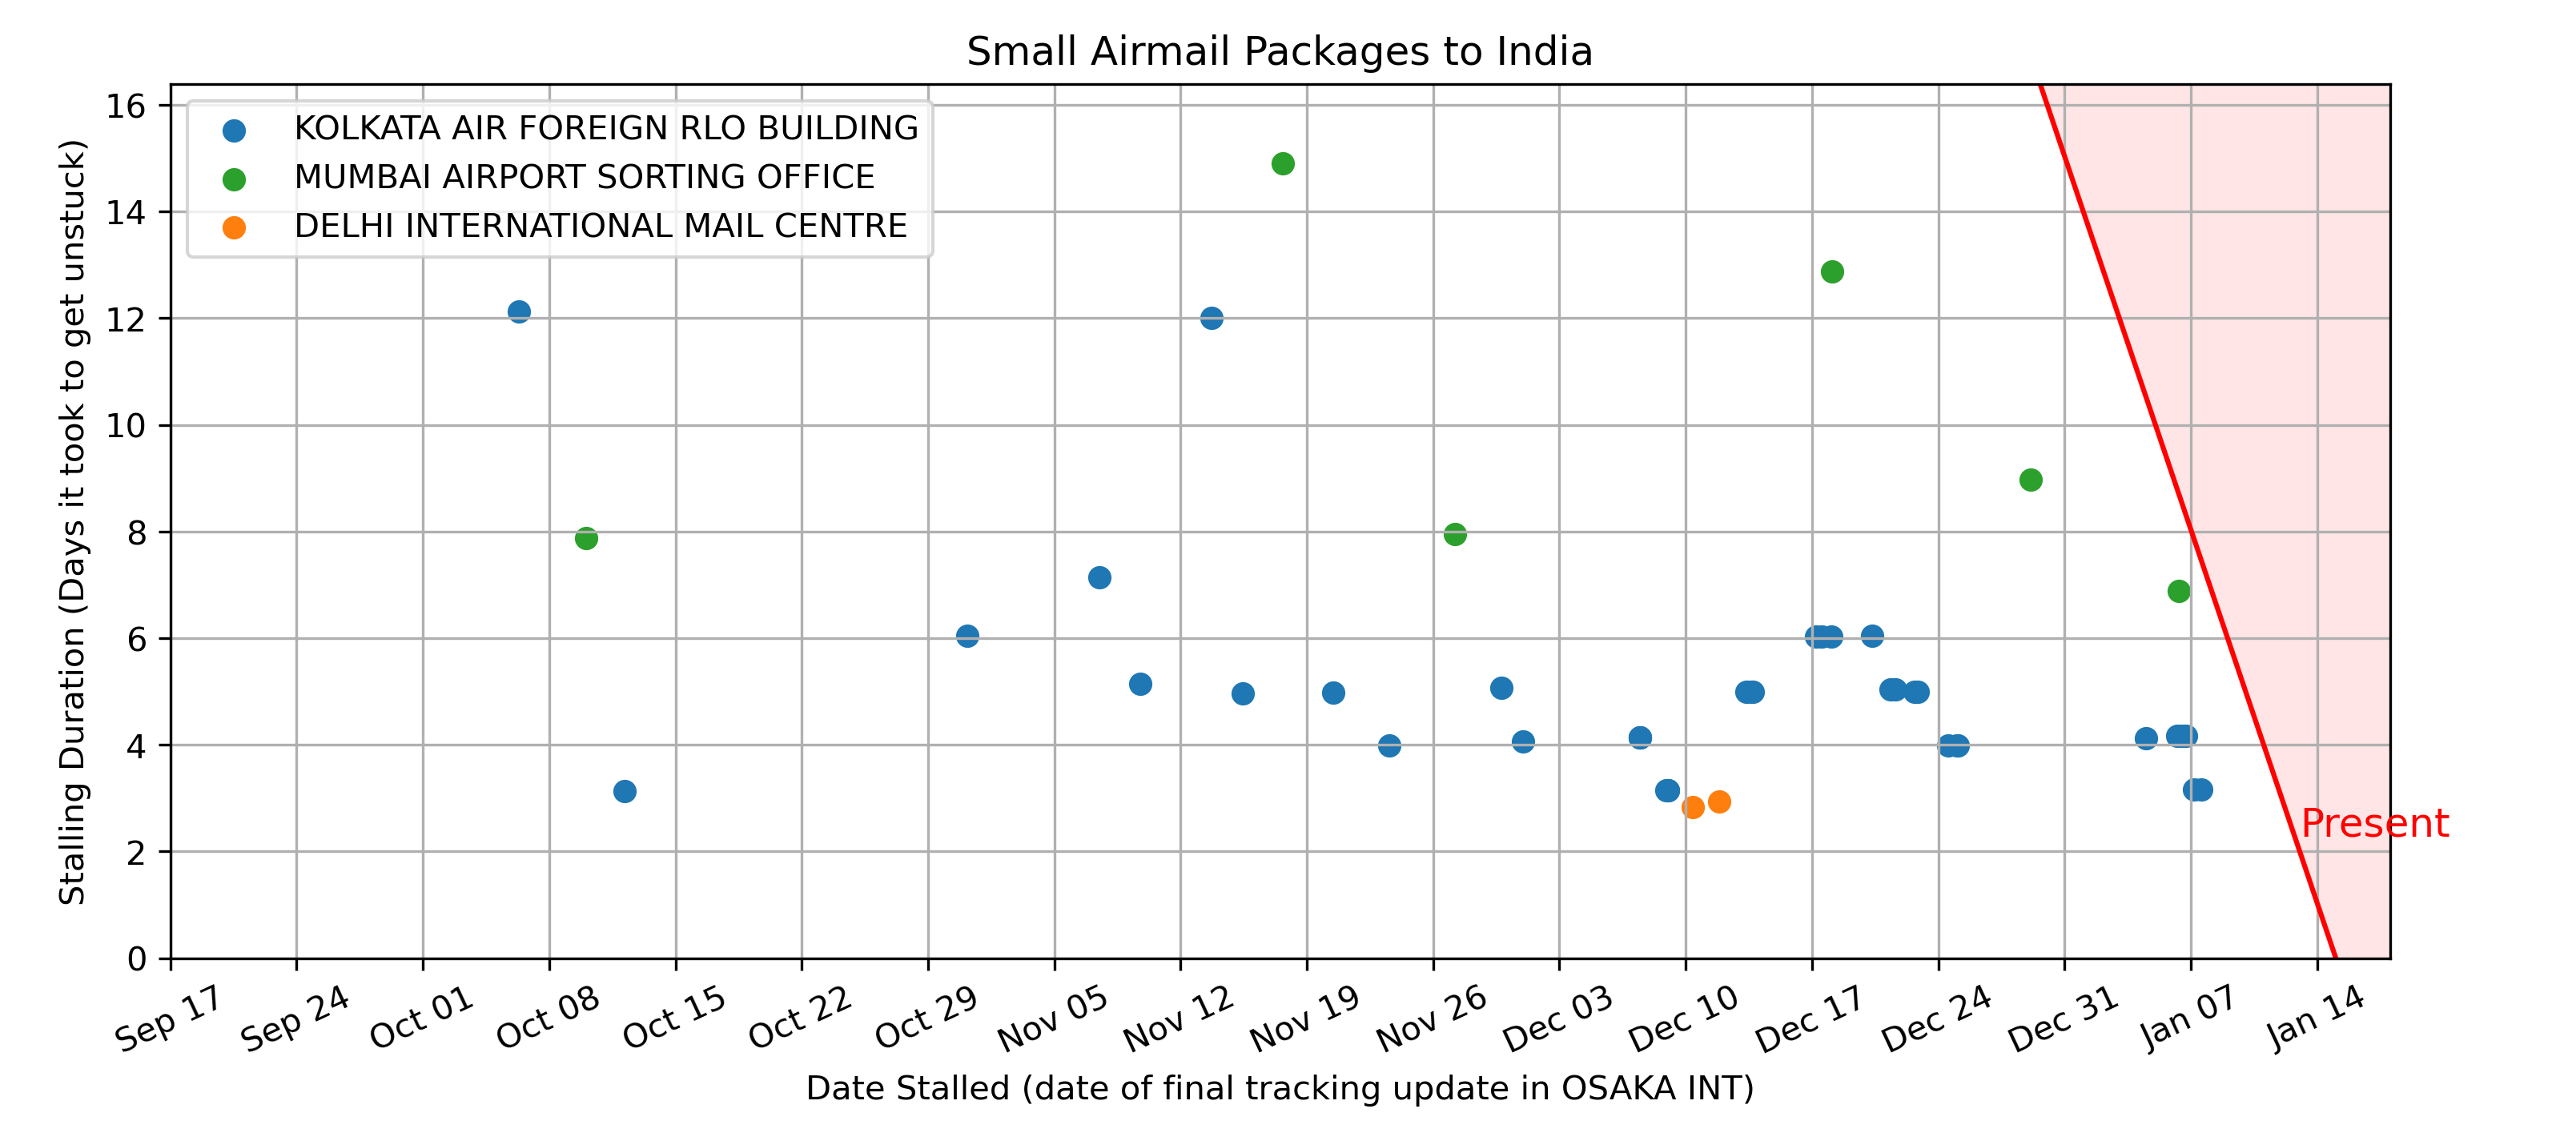 Small Airmail Packages to India
KOLKATA AIR FOREIGN RLO BUILDING
MUMBAI AIRPORT SORTING OFFICE
DELHI INTERNATIONAL MAIL CENTRE
Stalling Duration (Days it took to get unstuck)
16
14
12
10
8
6
4
2
0
Present
Sep 17 Sep 24 Oct 01 Oct 08 Oct 15 Oct 22 Oct 29 Nov 05 Nov 12 Nov 19 Nov 26 Dec 03 Dec 10 Dec 17 Dec 24 Dec 31 Jan 07 Jan 14
Date Stalled (date of final tracking update in OSAKA INT)